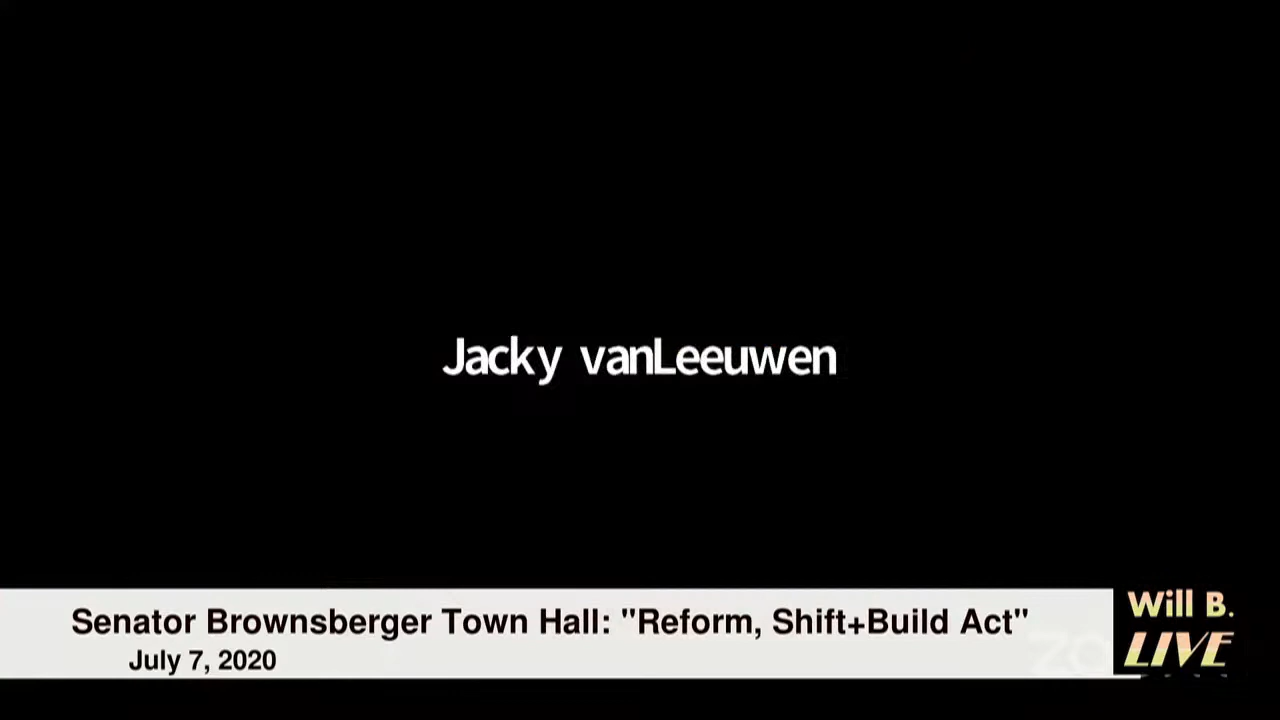 Jacky vanLeeuwen
Senator Brownsberger Town Hall: "Reform, Shift+Build Act"
July 7, 2020
Will B.
LIVE